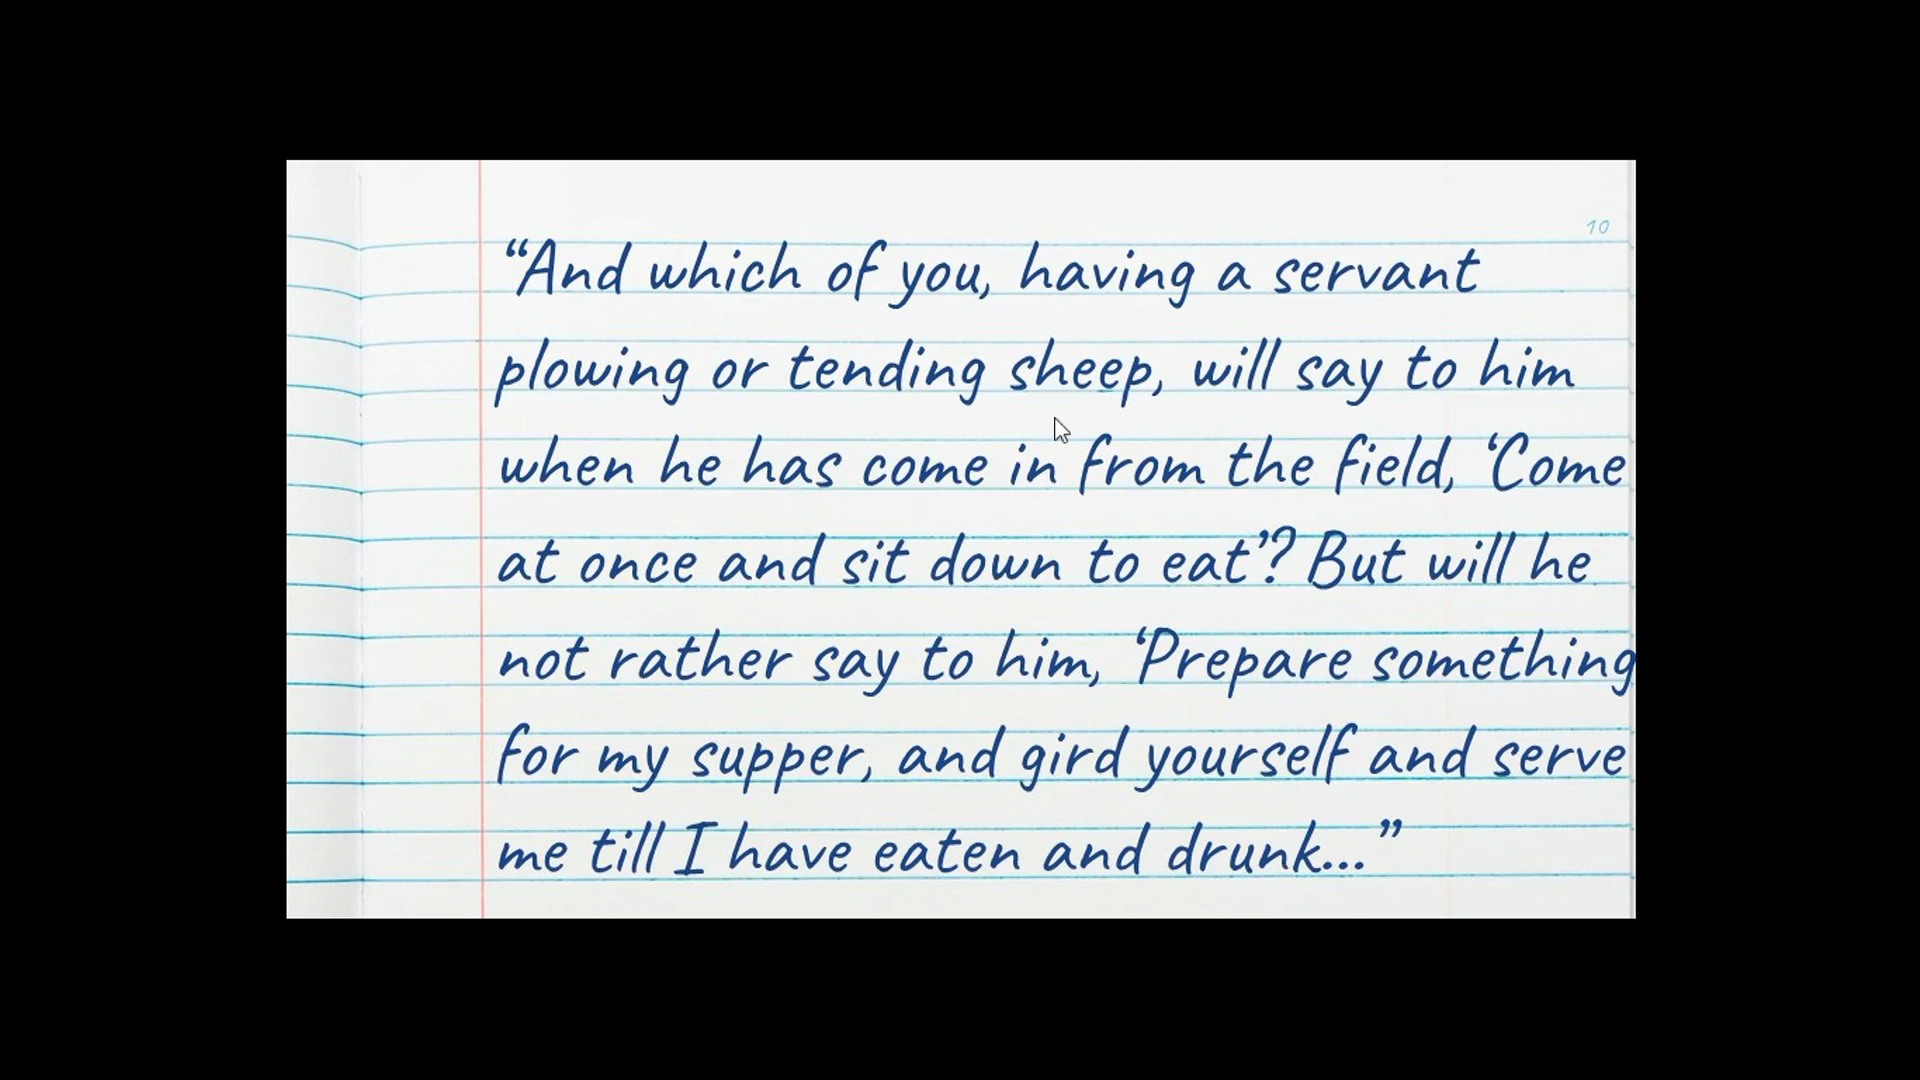 10
“And which of you, having a servant
plowing or tending sheep, will say to him
when he has come in from the field, ‘Come
at once and sit down to eat’? But will he
not rather say to him, ‘Prepare something
for my supper, and gird yourself and serve
me till I have eaten and drunk...”